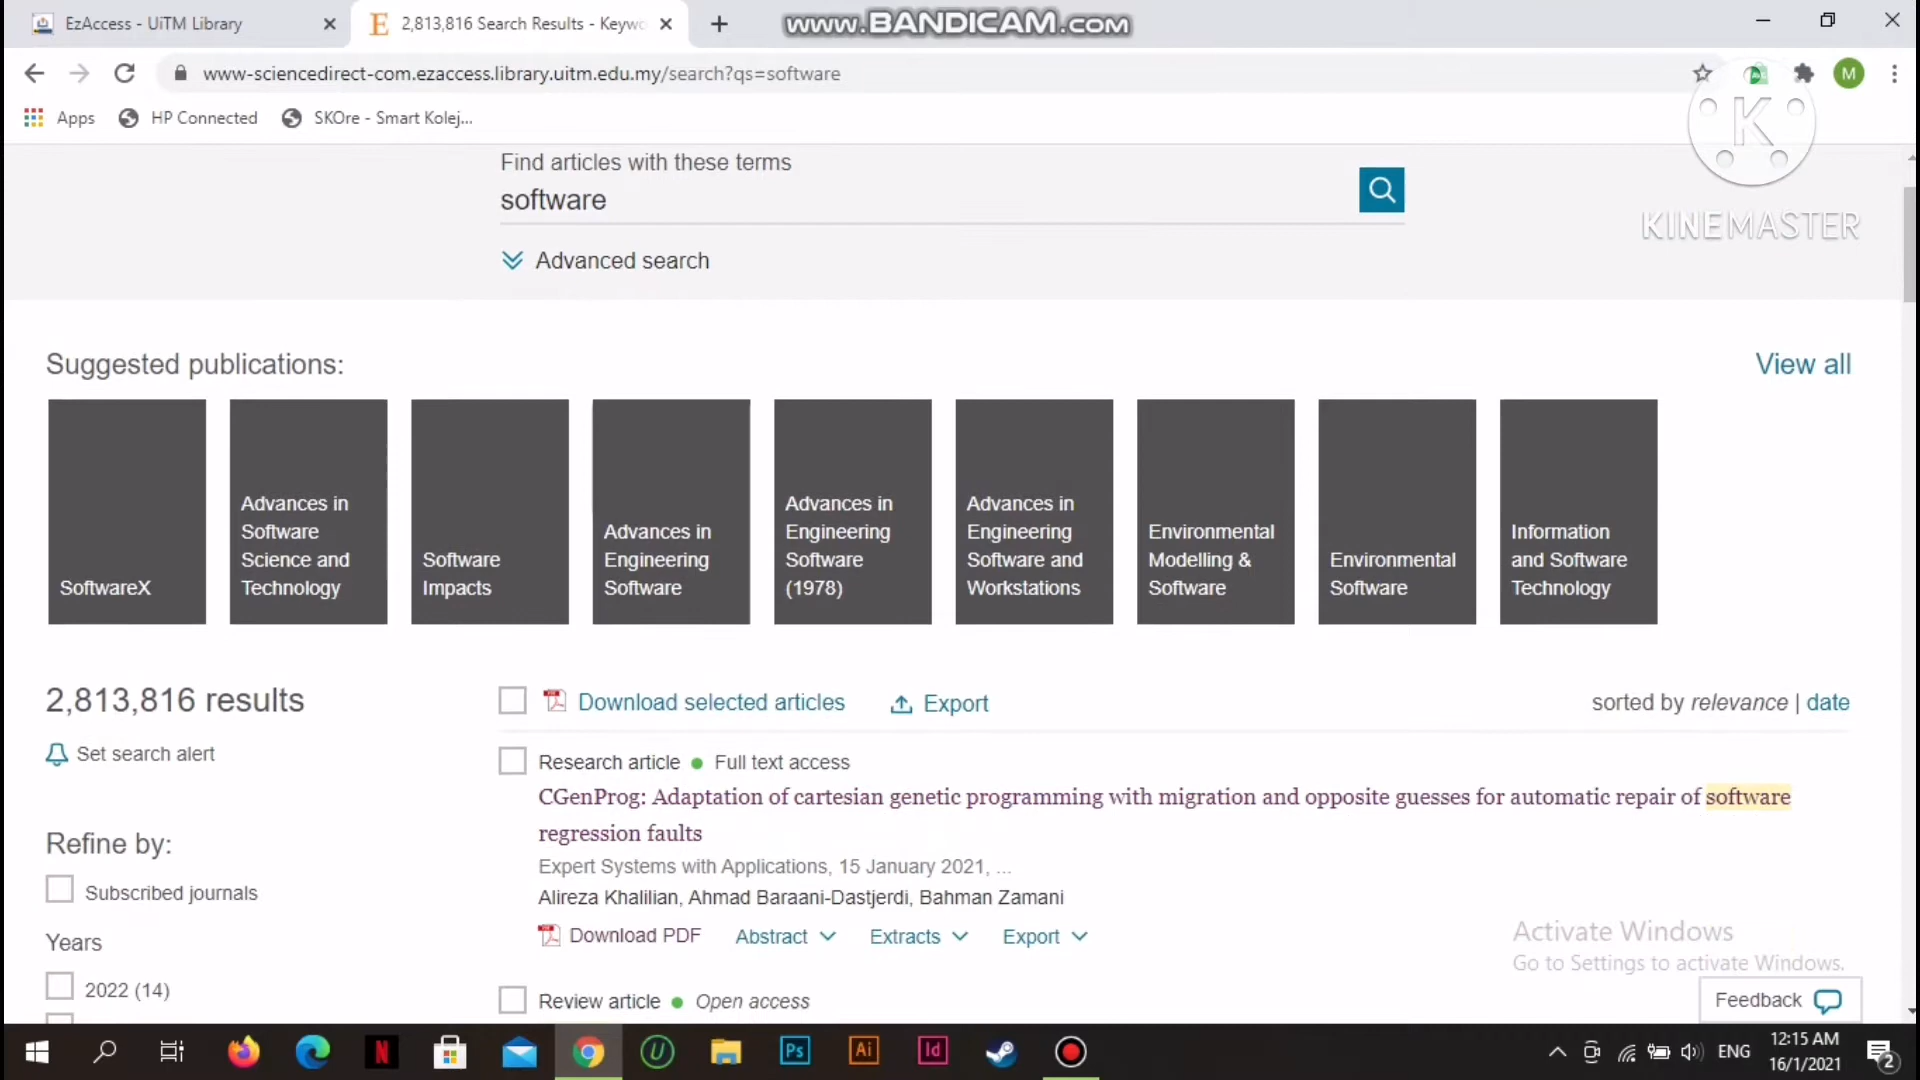 EzAccess - UiTM Library
2,813,816 Search Results - Keywo
www.BANDICAM.com
www-sciencedirect-com.ezaccess.library.uitm.edu.my/search?qs=software
M
Apps
HP Connected
SKOre - Smart Kolej...
K
KINEMASTER
Find articles with these terms
software
Advanced search
Suggested publications:
View all
SoftwareX
Advances in
Software
Science and
Technology
Software
Impacts
Advances in
Engineering
Software
Advances in
Engineering
Software
(1978)
Advances in
Engineering
Software and
Workstations
Environmental
Modelling &
Software
Environmental
Software
Information
and Software
Technology
2,813,816 results
Download selected articles
Export
sorted by relevance | date
Set search alert
Research article • Full text access
CGenProg: Adaptation of cartesian genetic programming with migration and opposite guesses for automatic repair of software
regression faults
Expert Systems with Applications, 15 January 2021, ...
Alireza Khalilian, Ahmad Baraani-Dastjerdi, Bahman Zamani
Download PDF
Abstract
Extracts
Export
Refine by:
Subscribed journals
Years
2022 (14)
Review article • Open access
Activate Windows
Go to Settings to activate Windows.
Feedback
Ps
Ai
Id
ENG
12:15 AM
16/1/2021
2